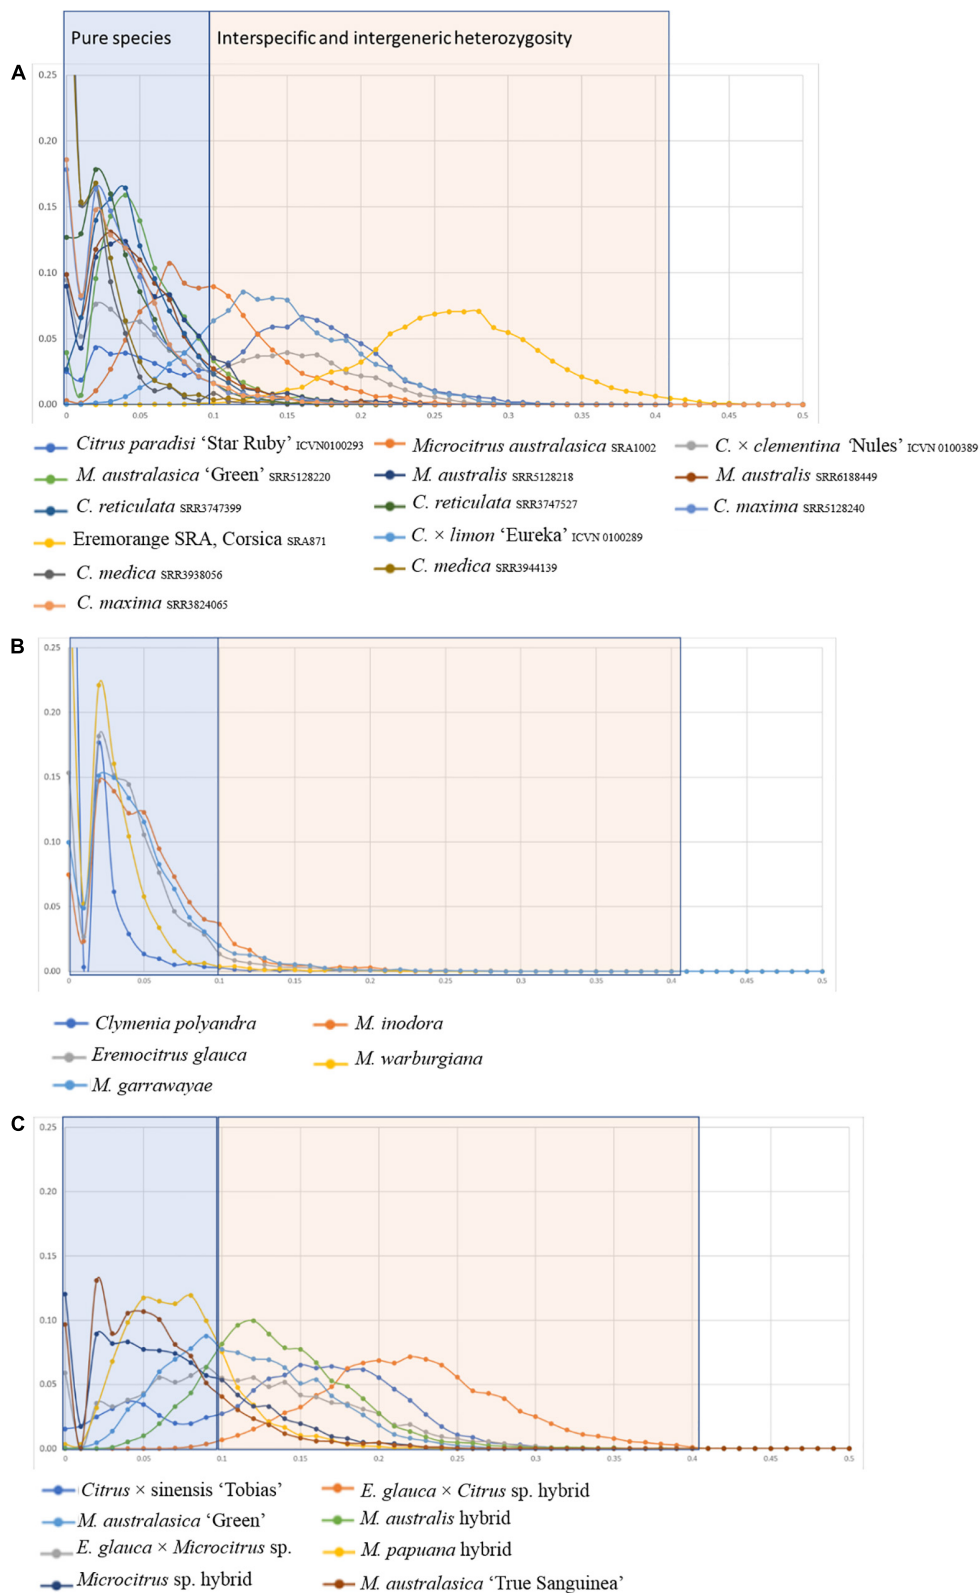 Pure species
Interspecific and intergeneric heterozygosity
A
0.25
0.20
0.15
0.10
0.05
0.00
0 0.05 0.1 0.15 0.2 0.25 0.3 0.35 0.4 0.45 0.5
Citrus paradisi ‘Star Ruby’ ICVN0100293
Microcitrus australasica SRA1002
C. × clementina ‘Nules’ ICVN 0100389
M. australasica ‘Green’ SRR5128220
M. australis SRR5128218
M. australis SRR6188449
C. reticulata SRR3747399
C. reticulata SRR3747527
C. maxima SRR5128240
Eremorange SRA, Corsica SRA871
C. × limon ‘Eureka’ ICVN 0100289
C. medica SRR3938056
C. medica SRR3944139
C. maxima SRR3824065
B
0.25
0.20
0.15
0.10
0.05
0.00
0 0.05 0.1 0.15 0.2 0.25 0.3 0.35 0.4 0.45 0.5
Clymenia polyandra
M. inodora
Eremocitrus glauca
M. warburgiana
M. garrawayae
C
0.25
0.20
0.15
0.10
0.05
0.00
0 0.05 0.1 0.15 0.2 0.25 0.3 0.35 0.4 0.45 0.5
Citrus × sinensis ‘Tobias’
E. glauca × Citrus sp. hybrid
M. australasica ‘Green’
M. australis hybrid
E. glauca × Microcitrus sp.
M. papuana hybrid
Microcitrus sp. hybrid
M. australasica ‘True Sanguinea’